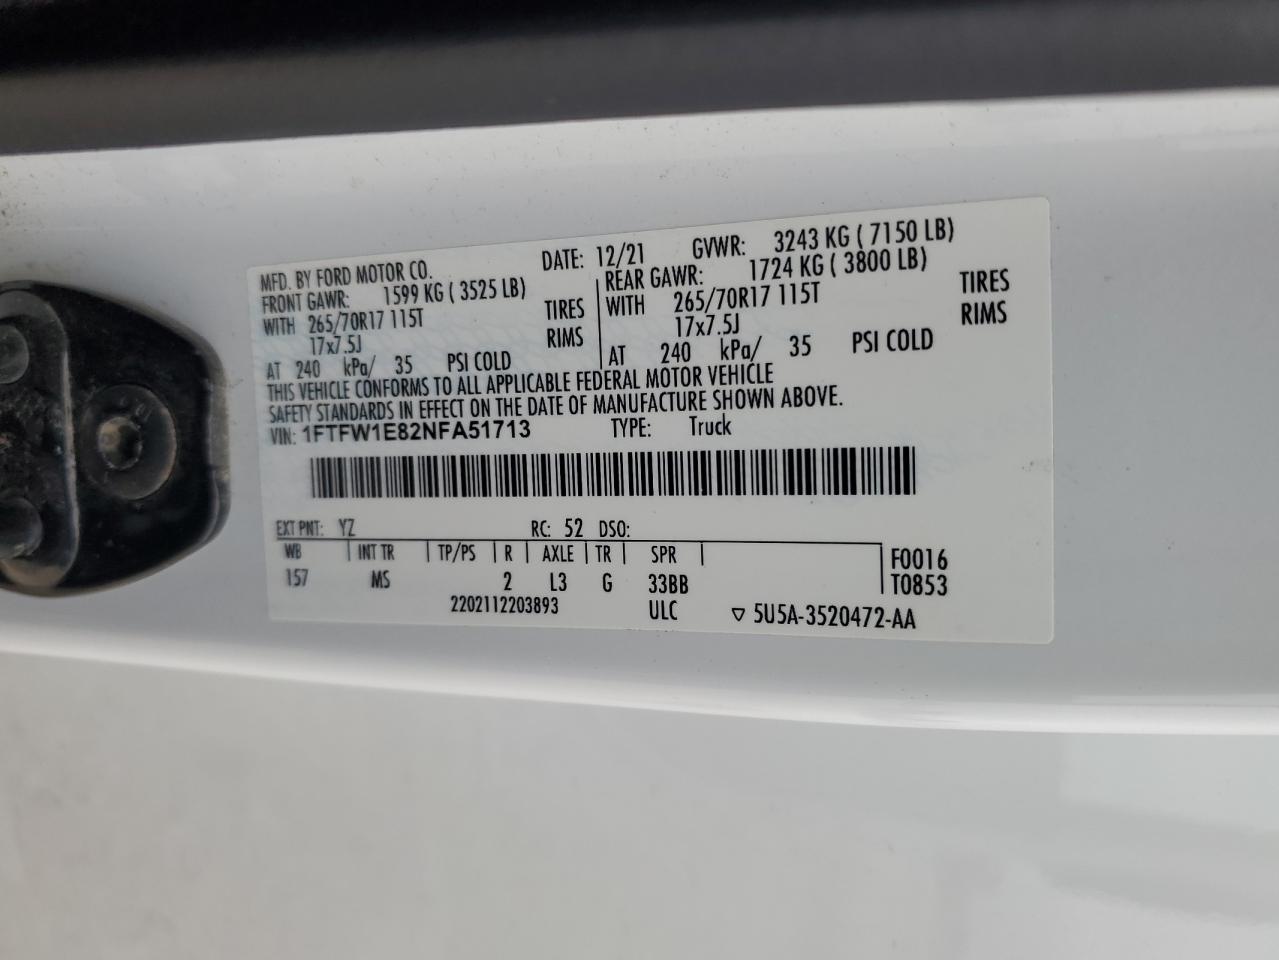 MFD. BY FORD MOTOR CO. DATE: 12/21 GVWR: 3243 KG ( 7150 LB)
FRONT GAWR: 1599 KG ( 3525 LB) REAR GAWR: 1724 KG ( 3800 LB)
WITH 265/70R17 115T TIRES WITH 265/70R17 115T TIRES
17x7.5J RIMS 17x7.5J RIMS
AT 240 kPa/ 35 PSI COLD AT 240 kPa/ 35 PSI COLD
THIS VEHICLE CONFORMS TO ALL APPLICABLE FEDERAL MOTOR VEHICLE
SAFETY STANDARDS IN EFFECT ON THE DATE OF MANUFACTURE SHOWN ABOVE.
VIN: 1FTFW1E82NFA51713 TYPE: Truck
EXT PNT: YZ RC: 52 DSO:
WB INT TR TP/PS R AXLE TR SPR F0016
157 MS 2 L3 G 33BB T0853
2202112203893 ULC ▽ 5U5A-3520472-AA